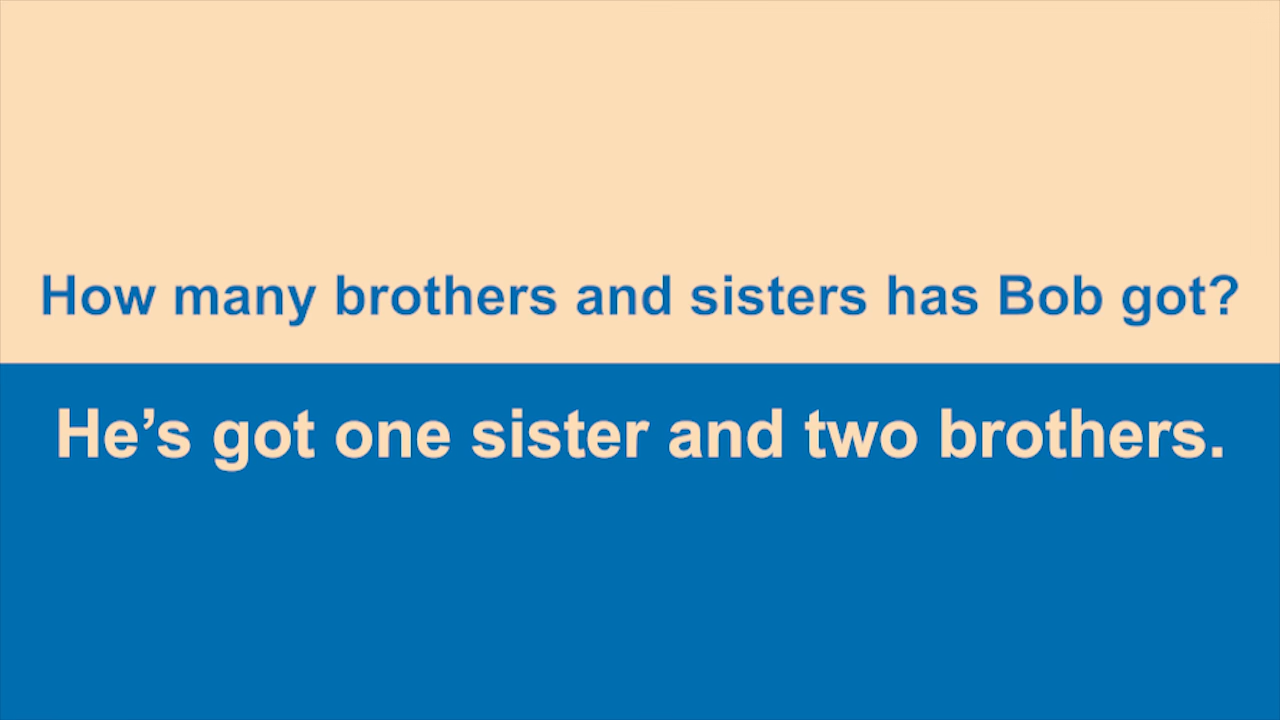 How many brothers and sisters has Bob got?
He’s got one sister and two brothers.